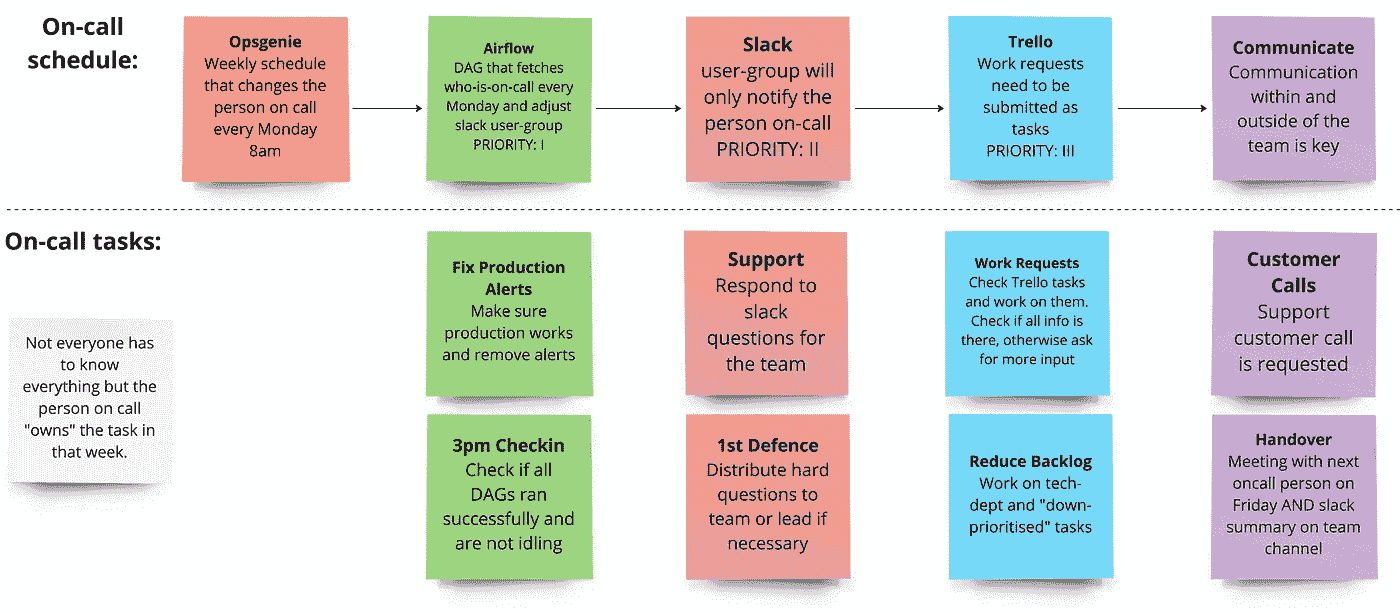 On-call
schedule:
Opsgenie
Weekly schedule
that changes the
person on call
every Monday
8am
Airflow
DAG that fetches
who-is-on-call every
Monday and adjust
slack user-group
PRIORITY: I
Slack
user-group will
only notify the
person on-call
PRIORITY: II
Trello
Work requests
need to be
submitted as
tasks
PRIORITY: III
Communicate
Communication
within and
outside of the
team is key
On-call tasks:
Not everyone has
to know
everything but the
person on call
"owns" the task in
that week.
Fix Production
Alerts
Make sure
production works
and remove alerts
Support
Respond to
slack
questions for
the team
Work Requests
Check Trello tasks
and work on them.
Check if all info is
there, otherwise ask
for more input
Customer
Calls
Support
customer call
is requested
3pm Checkin
Check if all
DAGs ran
successfully and
are not idling
1st Defence
Distribute hard
questions to
team or lead if
necessary
Reduce Backlog
Work on tech-
dept and "down-
prioritised" tasks
Handover
Meeting with next
oncall person on
Friday AND slack
summary on team
channel